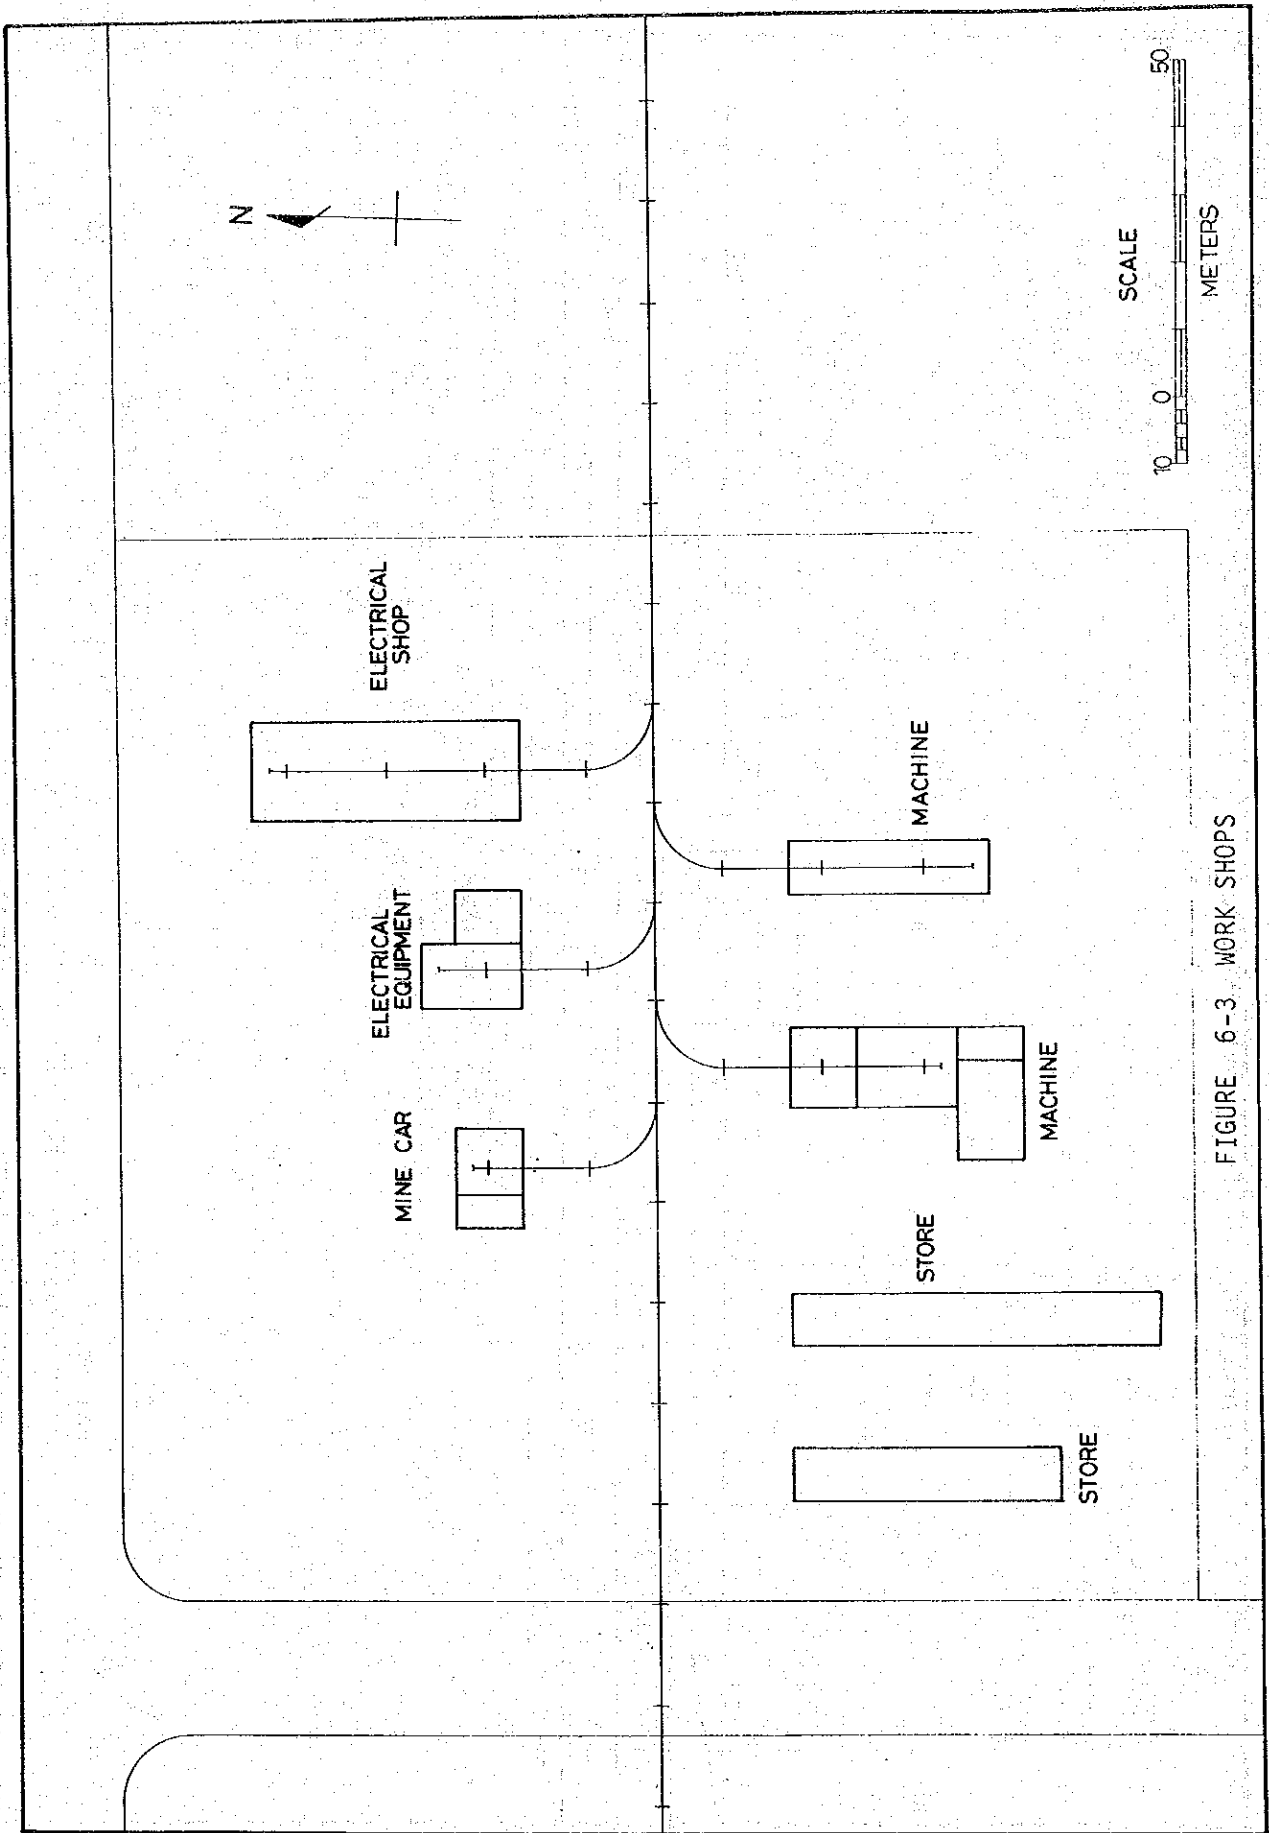 N
ELECTRICAL
SHOP
ELECTRICAL
EQUIPMENT
MINE CAR
MACHINE
MACHINE
STORE
STORE
SCALE
10 0 50
METERS
FIGURE 6-3 WORK SHOPS